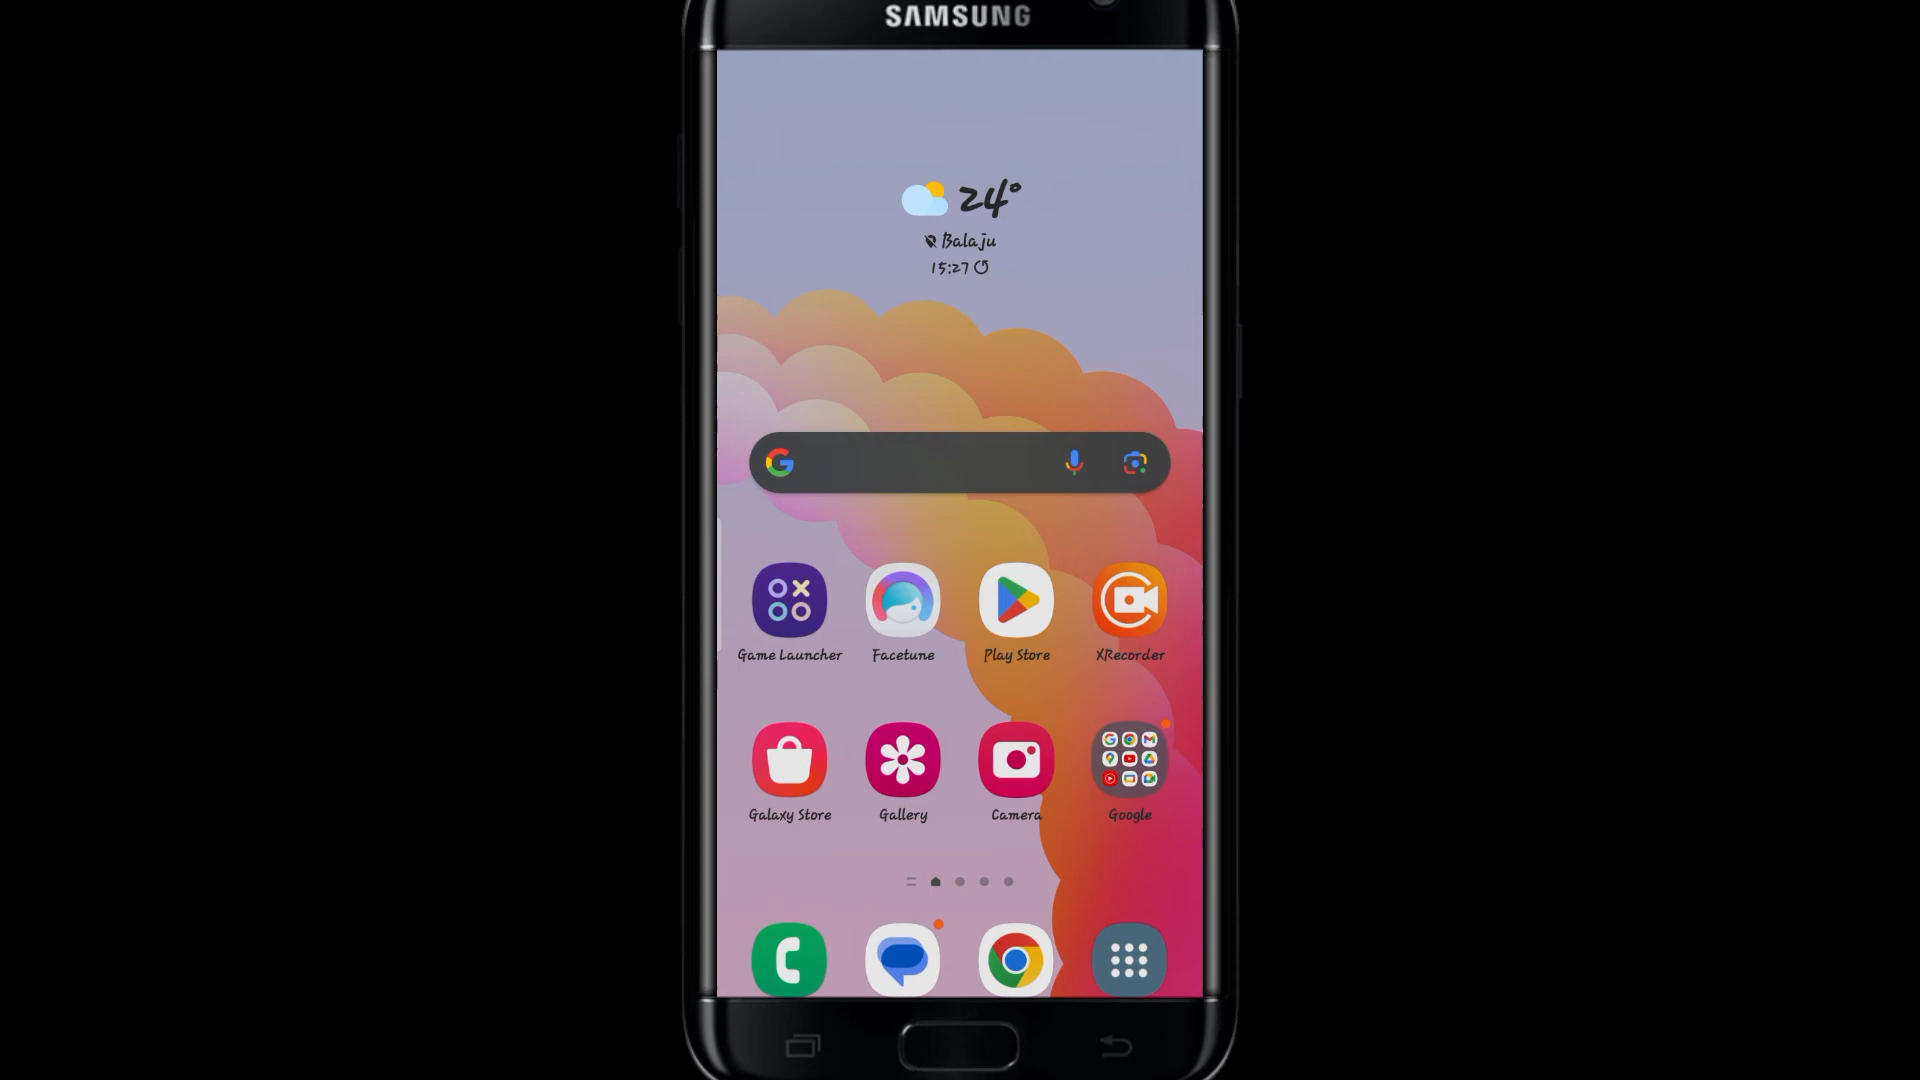 SAMSUNG
24°
Balaju
15:27
Game Launcher
Facetune
Play Store
XRecorder
Galaxy Store
Gallery
Camera
Google